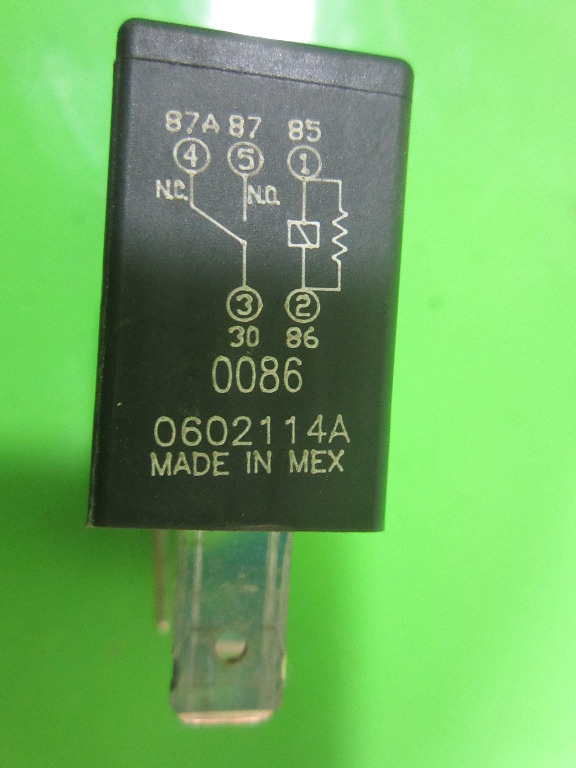 87A 87 85
4 5 1
N.C. N.O.
3 2
30 86
0086
0602114A
MADE IN MEX